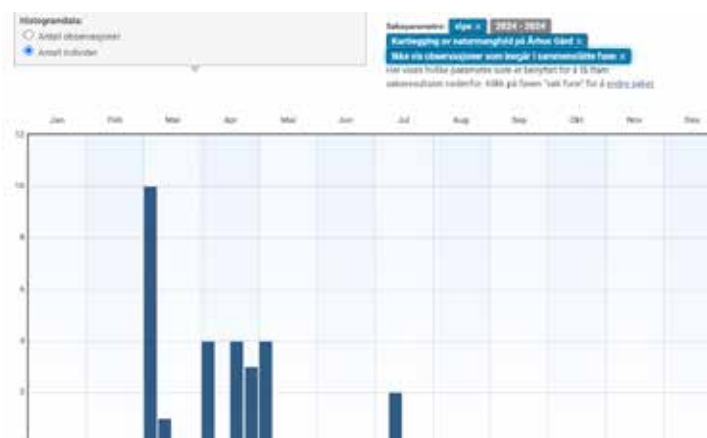 Histogramdata:
Antall observasjoner
Antall individer
Søkeparametre: vipe × 2024 - 2024
Kartlegging av naturmangfold på Århus Gård ×
Ikke vis observasjoner som inngår i sammenslåtte funn ×
Her vises hvilke parametre som er benyttet for å få fram
søkeresultatet nedenfor. Klikk på fanen "søk funn" for å endre søket
Jan Feb Mar Apr Mai Jun Jul Aug Sep Okt Nov Des
12
10
8
6
4
2